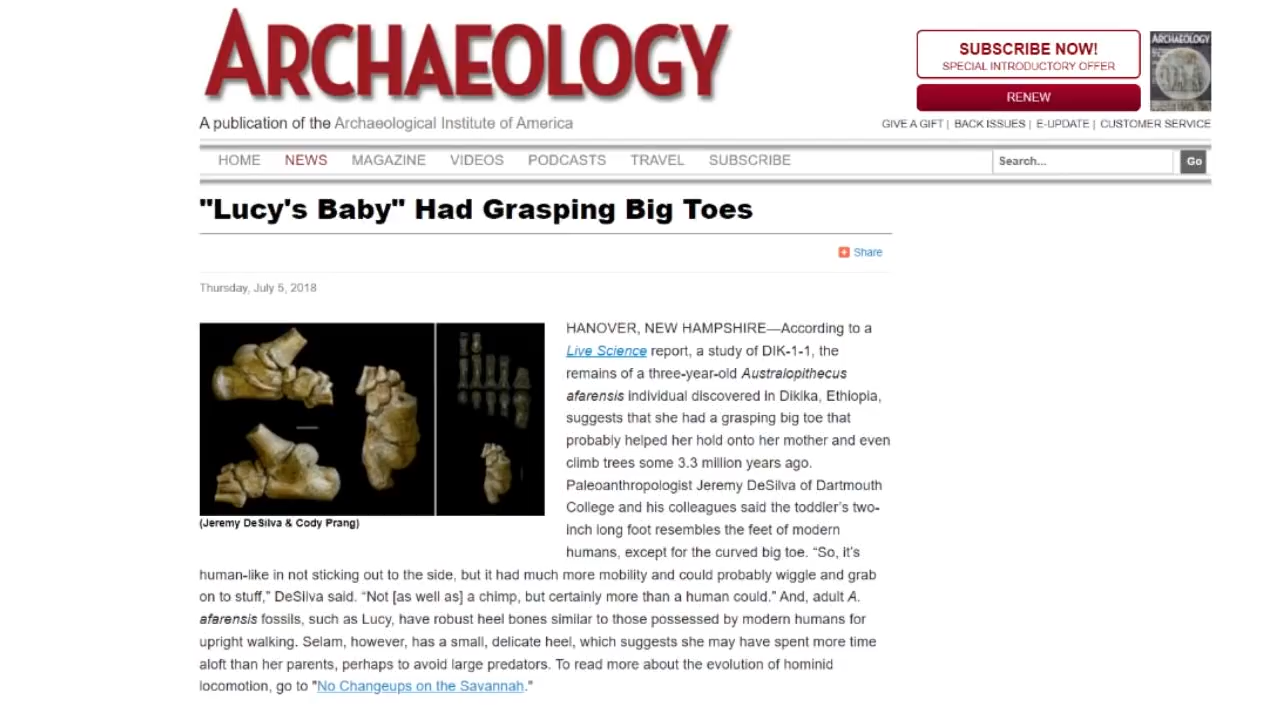 ARCHAEOLOGY
A publication of the Archaeological Institute of America
SUBSCRIBE NOW!
SPECIAL INTRODUCTORY OFFER
RENEW
ARCHAEOLOGY
GIVE A GIFT | BACK ISSUES | E-UPDATE | CUSTOMER SERVICE
HOME NEWS MAGAZINE VIDEOS PODCASTS TRAVEL SUBSCRIBE Search... Go
"Lucy's Baby" Had Grasping Big Toes
Share
Thursday, July 5, 2018
(Jeremy DeSilva & Cody Prang)
HANOVER, NEW HAMPSHIRE—According to a
Live Science report, a study of DIK-1-1, the
remains of a three-year-old Australopithecus
afarensis individual discovered in Dikika, Ethiopia,
suggests that she had a grasping big toe that
probably helped her hold onto her mother and even
climb trees some 3.3 million years ago.
Paleoanthropologist Jeremy DeSilva of Dartmouth
College and his colleagues said the toddler’s two-
inch long foot resembles the feet of modern
humans, except for the curved big toe. “So, it’s
human-like in not sticking out to the side, but it had much more mobility and could probably wiggle and grab
on to stuff,” DeSilva said. “Not [as well as] a chimp, but certainly more than a human could.” And, adult A.
afarensis fossils, such as Lucy, have robust heel bones similar to those possessed by modern humans for
upright walking. Selam, however, has a small, delicate heel, which suggests she may have spent more time
aloft than her parents, perhaps to avoid large predators. To read more about the evolution of hominid
locomotion, go to "No Changeups on the Savannah."